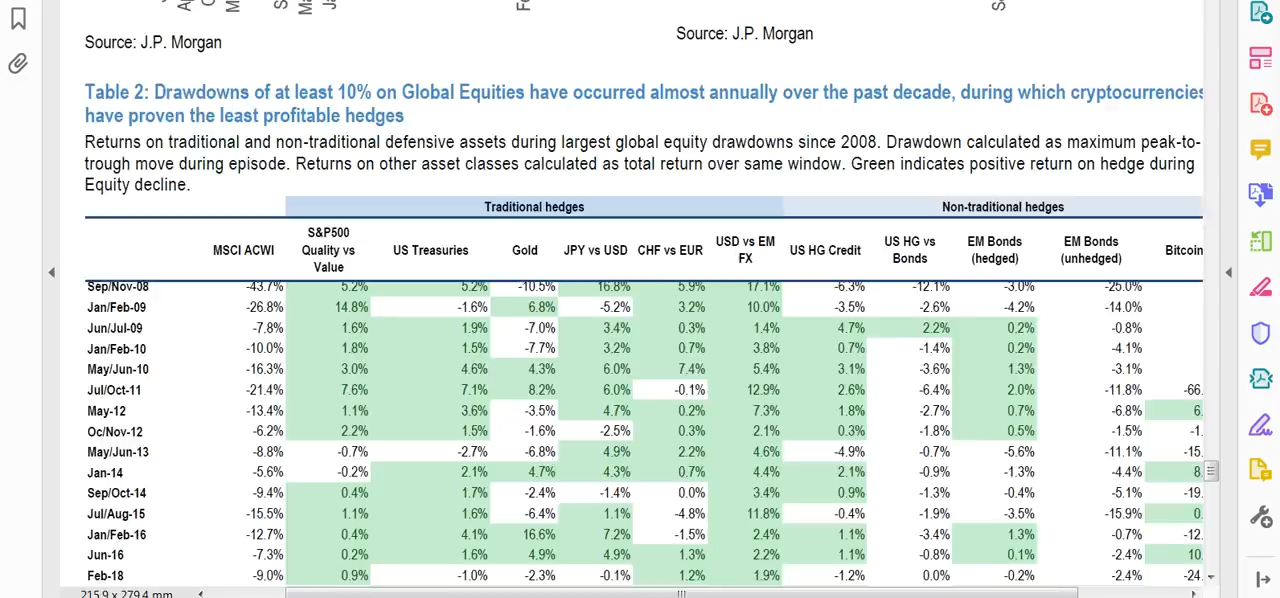 Source: J.P. Morgan
Source: J.P. Morgan
Table 2: Drawdowns of at least 10% on Global Equities have occurred almost annually over the past decade, during which cryptocurrencies
have proven the least profitable hedges
Returns on traditional and non-traditional defensive assets during largest global equity drawdowns since 2008. Drawdown calculated as maximum peak-to-
trough move during episode. Returns on other asset classes calculated as total return over same window. Green indicates positive return on hedge during
Equity decline.
Traditional hedges Non-traditional hedges
MSCI ACWI S&P500 Quality vs Value US Treasuries Gold JPY vs USD CHF vs EUR USD vs EM FX US HG Credit US HG vs Bonds EM Bonds (hedged) EM Bonds (unhedged) Bitcoin
Sep/Nov-08 -43.7% 5.2% 5.2% -10.5% 16.8% 5.9% 17.1% -6.3% -12.1% -3.0% -25.0%
Jan/Feb-09 -26.8% 14.8% -1.6% 6.8% -5.2% 3.2% 10.0% -3.5% -2.6% -4.2% -14.0%
Jun/Jul-09 -7.8% 1.6% 1.9% -7.0% 3.4% 0.3% 1.4% 4.7% 2.2% 0.2% -0.8%
Jan/Feb-10 -10.0% 1.8% 1.5% -7.7% 3.2% 0.7% 3.8% 0.7% -1.4% 0.2% -4.1%
May/Jun-10 -16.3% 3.0% 4.6% 4.3% 6.0% 7.4% 5.4% 3.1% -3.6% 1.3% -3.1%
Jul/Oct-11 -21.4% 7.6% 7.1% 8.2% 6.0% -0.1% 12.9% 2.6% -6.4% 2.0% -11.8% -66.
May-12 -13.4% 1.1% 3.6% -3.5% 4.7% 0.2% 7.3% 1.8% -2.7% 0.7% -6.8% 6.
Oc/Nov-12 -6.2% 2.2% 1.5% -1.6% -2.5% 0.3% 2.1% 0.3% -1.8% 0.5% -1.5% -1.
May/Jun-13 -8.8% -0.7% -2.7% -6.8% 4.9% 2.2% 4.6% -4.9% -0.7% -5.6% -11.1% -15.
Jan-14 -5.6% -0.2% 2.1% 4.7% 4.3% 0.7% 4.4% 2.1% -0.9% -1.3% -4.4% 8.
Sep/Oct-14 -9.4% 0.4% 1.7% -2.4% -1.4% 0.0% 3.4% 0.9% -1.3% -0.4% -5.1% -19.
Jul/Aug-15 -15.5% 1.1% 1.6% -6.4% 1.1% -4.8% 11.8% -0.4% -1.9% -3.5% -15.9% 0.
Jan/Feb-16 -12.7% 0.4% 4.1% 16.6% 7.2% -1.5% 2.4% 1.1% -3.4% 1.3% -0.7% -12.
Jun-16 -7.3% 0.2% 1.6% 4.9% 4.9% 1.3% 2.2% 1.1% -0.8% 0.1% -2.4% 10.
Feb-18 -9.0% 0.9% -1.0% -2.3% -0.1% 1.2% 1.9% -1.2% 0.0% -0.2% -2.4% -24.
215.9 x 279.4 mm